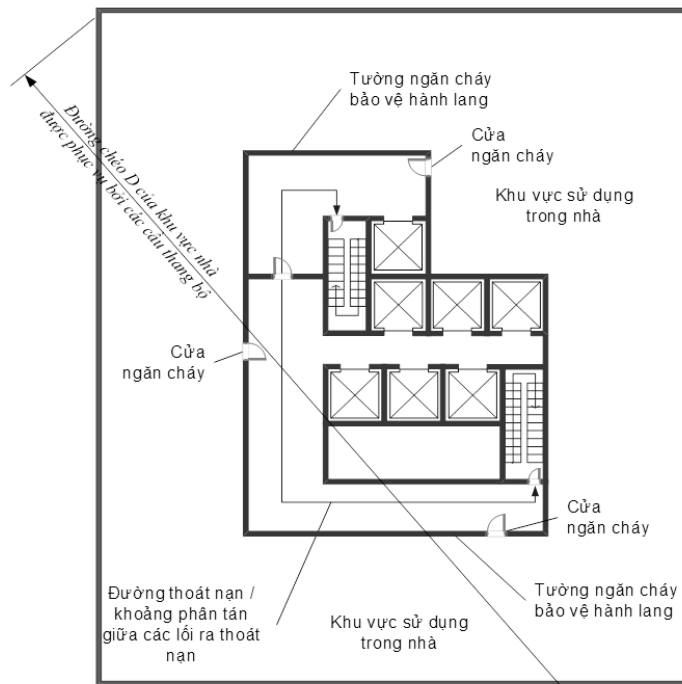 Tường ngăn cháy
bảo vệ hành lang
Cửa
ngăn cháy
Đường chéo D của khu vực nhà
được phục vụ bởi các cầu thang bộ
Khu vực sử dụng
trong nhà
Cửa
ngăn cháy
Cửa
ngăn cháy
Đường thoát nạn /
khoảng phân tán
giữa các lối ra thoát
nạn
Khu vực sử dụng
trong nhà
Tường ngăn cháy
bảo vệ hành lang